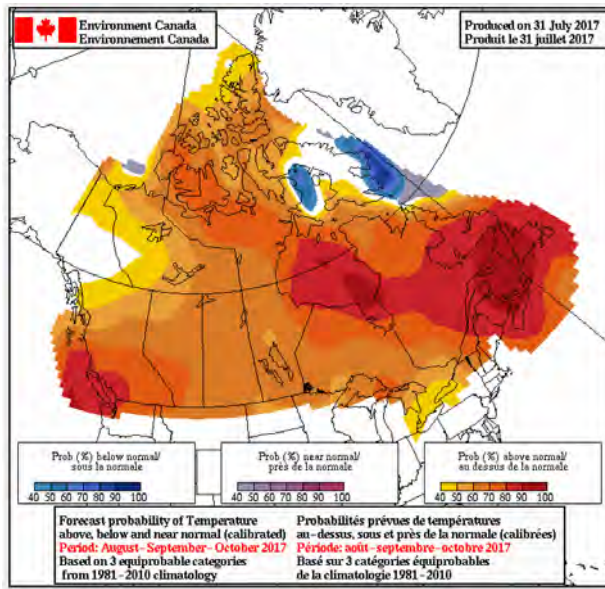 Environment Canada
Environnement Canada
Produced on 31 July 2017
Produit le 31 juillet 2017
Prob (%) below normal/
sous la normale
40 50 60 70 80 90 100
Prob (%) near normal/
près de la normale
40 50 60 70 80 90 100
Prob (%) above normal/
au dessus de la normale
40 50 60 70 80 90 100
Forecast probability of Temperature
above, below and near normal (calibrated)
Period: August-September-October 2017
Based on 3 equiprobable categories
from 1981-2010 climatology
Probabilités prévues de températures
au-dessus, sous et près de la normale (calibrées)
Période: août-septembre-octobre 2017
Basé sur 3 catégories équiprobables
de la climatologie 1981-2010